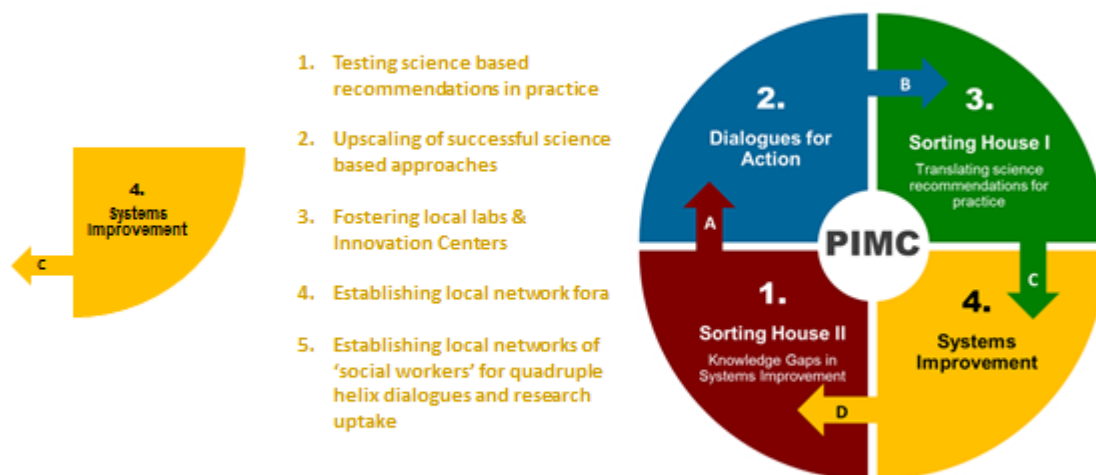 4.
Systems
Improvement
C
1. Testing science based
recommendations in practice
2. Upscaling of successful science
based approaches
3. Fostering local labs &
Innovation Centers
4. Establishing local network fora
5. Establishing local networks of
‘social workers’ for quadruple
helix dialogues and research
uptake
2.
Dialogues for
Action
B
3.
Sorting House I
Translating science
recommendations for
practice
A
PIMC
C
1.
Sorting House II
Knowledge Gaps in
Systems Improvement
D
4.
Systems
Improvement